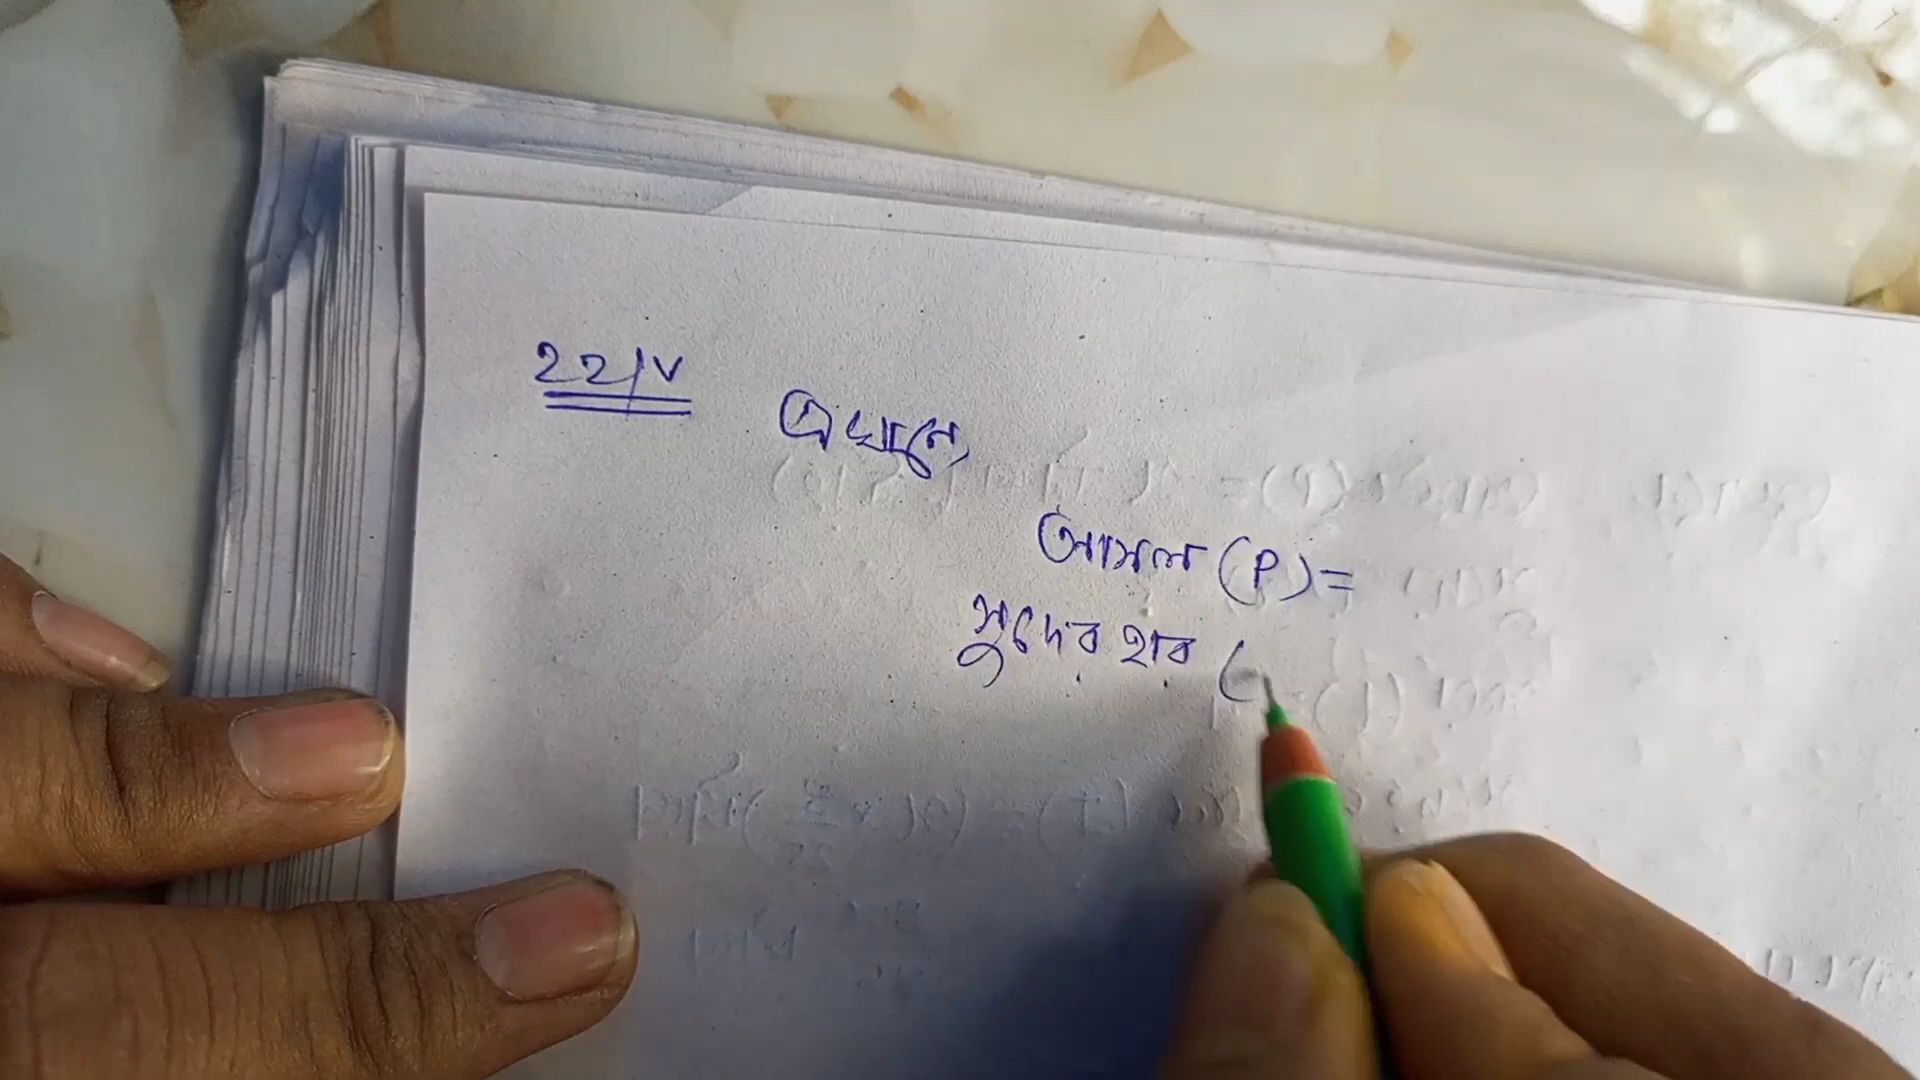 22/V
এখানে,
আসল (P) =
সুদের হার (